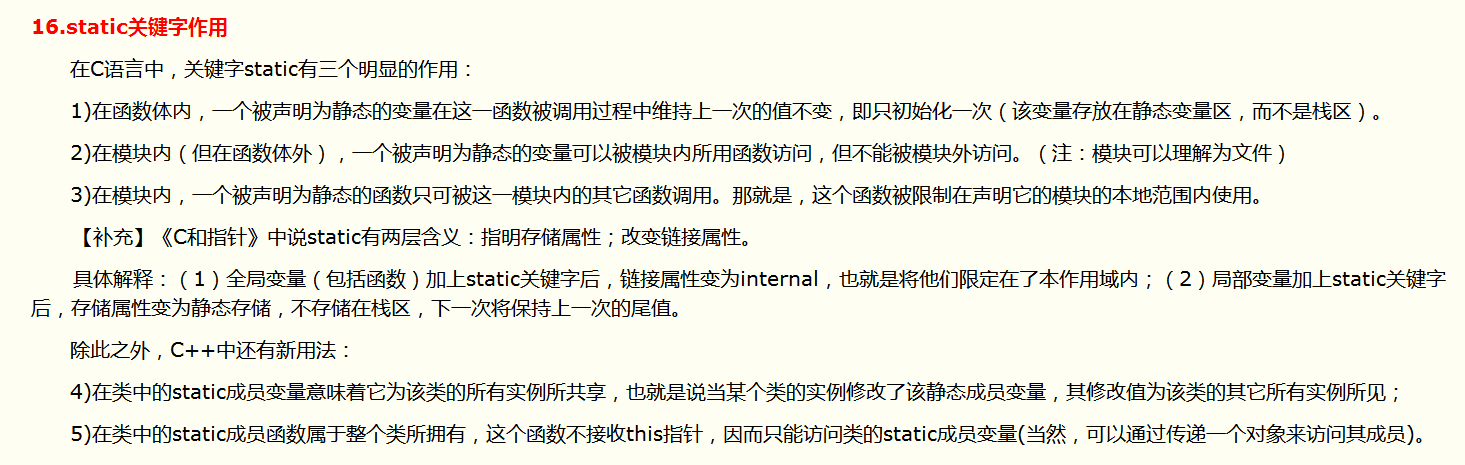 16.static关键字作用
在C语言中，关键字static有三个明显的作用：
1)在函数体内，一个被声明为静态的变量在这一函数被调用过程中维持上一次的值不变，即只初始化一次（该变量存放在静态变量区，而不是栈区）。
2)在模块内（但在函数体外），一个被声明为静态的变量可以被模块内所用函数访问，但不能被模块外访问。（注：模块可以理解为文件）
3)在模块内，一个被声明为静态的函数只可被这一模块内的其它函数调用。那就是，这个函数被限制在声明它的模块的本地范围内使用。
【补充】《C和指针》中说static有两层含义：指明存储属性；改变链接属性。
具体解释：（1）全局变量（包括函数）加上static关键字后，链接属性变为internal，也就是将他们限定在了本作用域内；（2）局部变量加上static关键字
后，存储属性变为静态存储，不存储在栈区，下一次将保持上一次的尾值。
除此之外，C++中还有新用法：
4)在类中的static成员变量意味着它为该类的所有实例所共享，也就是说当某个类的实例修改了该静态成员变量，其修改值为该类的其它所有实例所见；
5)在类中的static成员函数属于整个类所拥有，这个函数不接收this指针，因而只能访问类的static成员变量(当然，可以通过传递一个对象来访问其成员)。